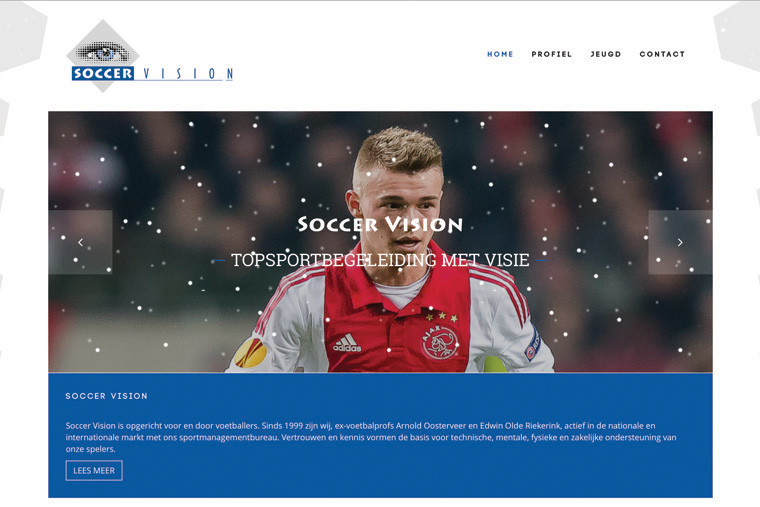 SOCCER VISION
HOME PROFIEL JEUGD CONTACT
SOCCER VISION
TOPSPORTBEGELEIDING MET VISIE
adidas
AJAX
SOCCER VISION
Soccer Vision is opgericht voor en door voetballers. Sinds 1999 zijn wij, ex-voetbalprofs Arnold Oosterveer en Edwin Olde Riekerink, actief in de nationale en
internationale markt met ons sportmanagementbureau. Vertrouwen en kennis vormen de basis voor technische, mentale, fysieke en zakelijke ondersteuning van
onze spelers.
LEES MEER